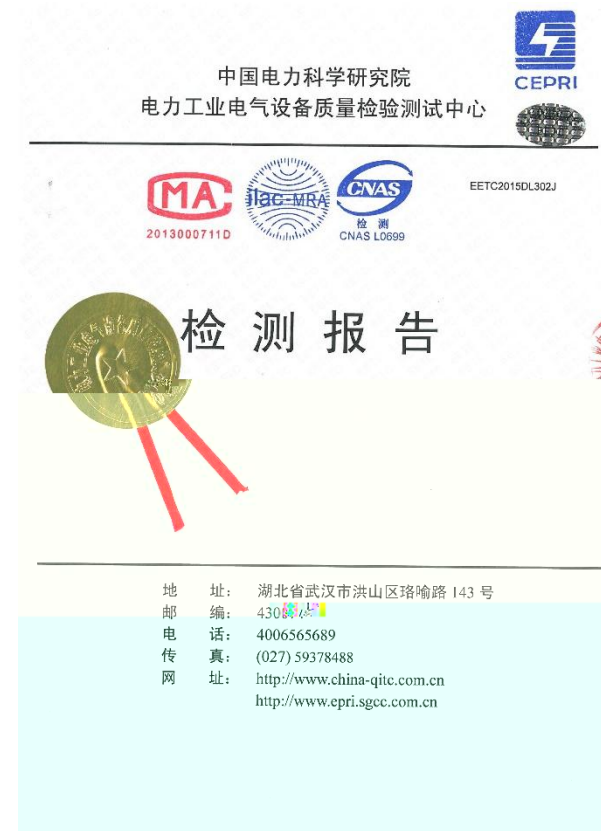 CEPRI
中国电力科学研究院
电力工业电气设备质量检验测试中心
EETC2015DL302J
MA
ilac-MRA
CNAS
检 测
2013000711D
CNAS L0699
检 测 报 告
地 址: 湖北省武汉市洪山区珞喻路 143 号
邮 编: 430
电 话: 4006565689
传 真: (027) 59378488
网 址: http://www.china-qitc.com.cn
http://www.epri.sgcc.com.cn